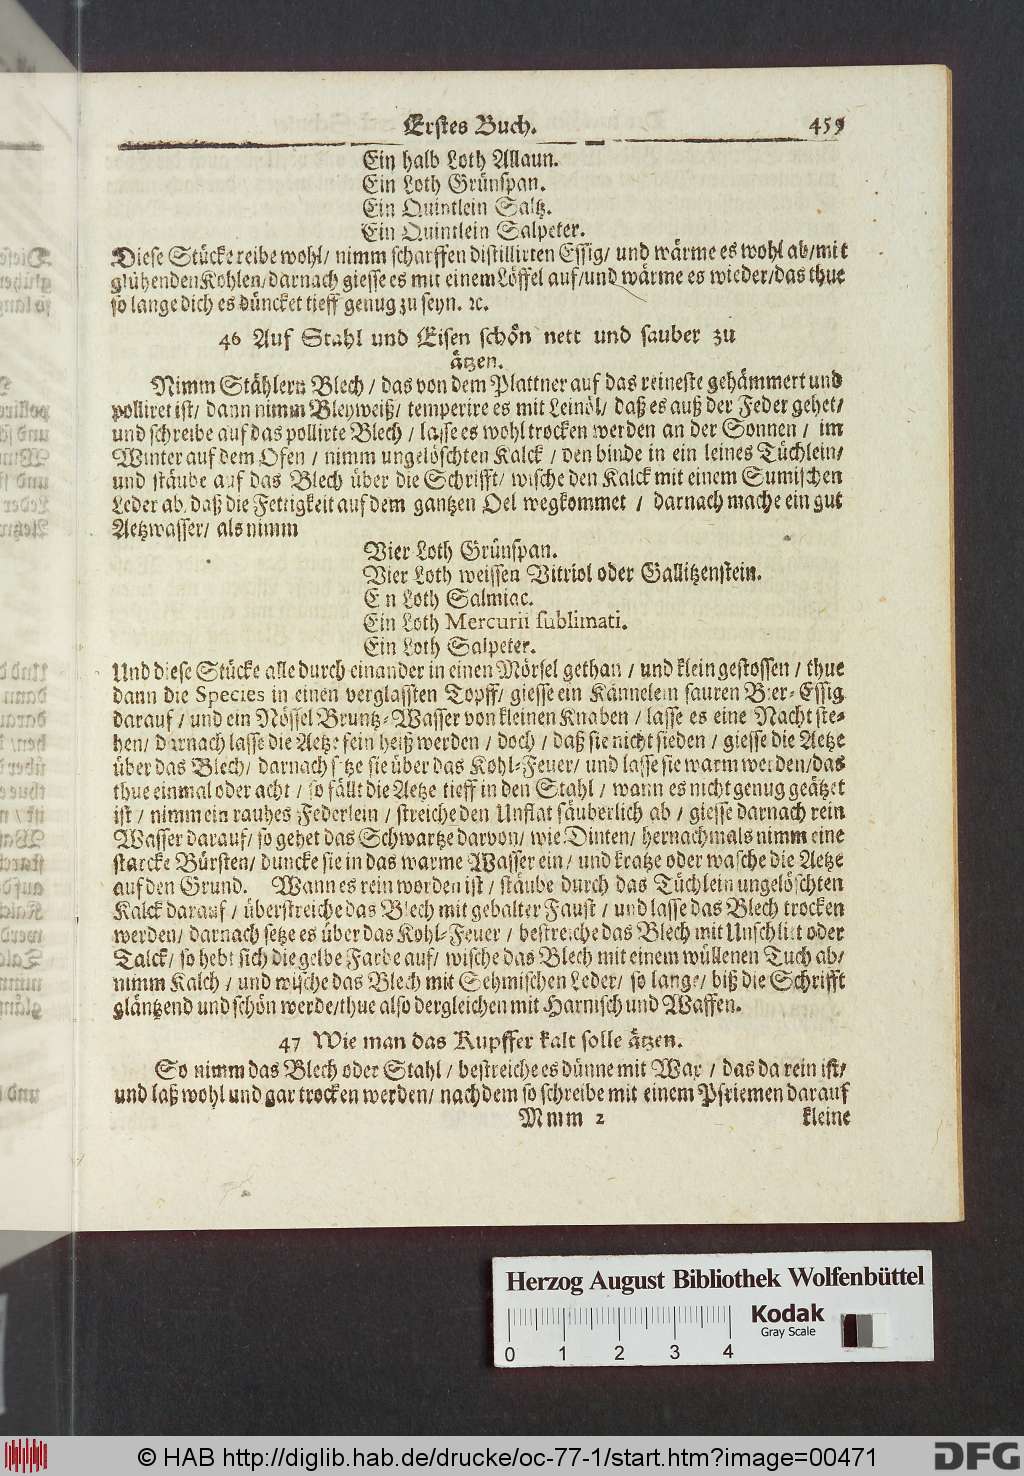 Erstes Buch. 459
Ein halb Loth Allaun.
Ein Loth Grünspan.
Ein Quintlein Saltz.
Ein Quintlein Salpeter.
Diese Stücke reibe wohl/ nimm scharffen distillirten Essig/ und wärme es wohl ab/mit
glühenden Kohlen/darnach giesse es mit einem Löffel auf/und wärme es wieder/das thue
so lange dich es düncket tieff genug zu seyn. ꝛc.
46 Auf Stahl und Eisen schön nett und sauber zu
ätzen.
Nimm Stählern Blech / das von dem Plattner auf das reineste gehämmert und
polliret ist/ dann nimm Bleyweiß/ temperire es mit Leinöl/ daß es auß der Feder gehet/
und schreibe auf das pollirte Blech / lasse es wohl trocken werden an der Sonnen / im
Winter auf dem Ofen / nimm ungelöschten Kalck / den binde in ein leines Tüchlein/
und stäube auf das Blech über die Schrifft/ wische den Kalck mit einem Sumischen
Leder ab, daß die Fettigkeit auf dem gantzen Oel wegkommet / darnach mache ein gut
Aetzwasser/ als nimm
Vier Loth Grünspan.
Vier Loth weissen Vitriol oder Gallitzenstein.
E n Loth Salmiac.
Ein Loth Mercurii sublimati.
Ein Loth Salpeter.
Und diese Stücke alle durch einander in einen Mörsel gethan / und klein gestossen / thue
dann die Species in einen verglassten Topff/ giesse ein Kännelein sauren Bier-Essig
darauf / und ein Nössel Bruntz-Wasser von kleinen Knaben / lasse es eine Nacht ste-
hen/ darnach lasse die Aetze fein heiß werden / doch / daß sie nicht sieden / giesse die Aetze
über das Blech/ darnach setze sie über das Kohl-Feuer/ und lasse sie warm werden/das
thue einmal oder acht / so fällt die Aetze tieff in den Stahl / wann es nicht genug geätzet
ist / nimm ein rauhes Federlein / streiche den Unflat säuberlich ab / giesse darnach rein
Wasser darauf/ so gehet das Schwartze darvon/ wie Dinten/ hernachmals nimm eine
starcke Bürsten/ duncke sie in das warme Wasser ein/ und kratze oder wasche die Aetze
auf den Grund. Wann es rein worden ist / stäube durch das Tüchlein ungelöschten
Kalck darauf / überstreiche das Blech mit gebalter Faust / und lasse das Blech trocken
werden/ darnach setze es über das Kohl-Feuer / bestreiche das Blech mit Unschlitt oder
Talck/ so hebt sich die gelbe Farbe auf/ wische das Blech mit einem wüllenen Tuch ab/
nimm Kalch / und wische das Blech mit Sehmischen Leder/ so lange/ biß die Schrifft
gläntzend und schön werde/thue also dergleichen mit Harnisch und Waffen.
47 Wie man das Kupffer kalt solle ätzen.
So nimm das Blech oder Stahl / bestreiche es dünne mit Wax / das da rein ist/
und laß wohl und gar trocken werden/ nachdem so schreibe mit einem Pfriemen darauf
Mmm 2 kleine
Herzog August Bibliothek Wolfenbüttel
0 1 2 3 4
Kodak
Gray Scale
© HAB http://diglib.hab.de/drucke/oc-77-1/start.htm?image=00471
DFG